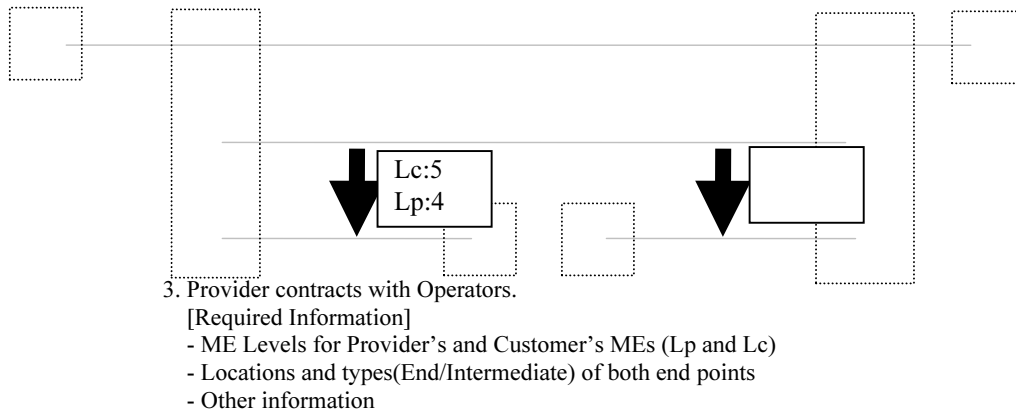 Lc:5
Lp:4
3. Provider contracts with Operators.
[Required Information]
- ME Levels for Provider's and Customer's MEs (Lp and Lc)
- Locations and types(End/Intermediate) of both end points
- Other information